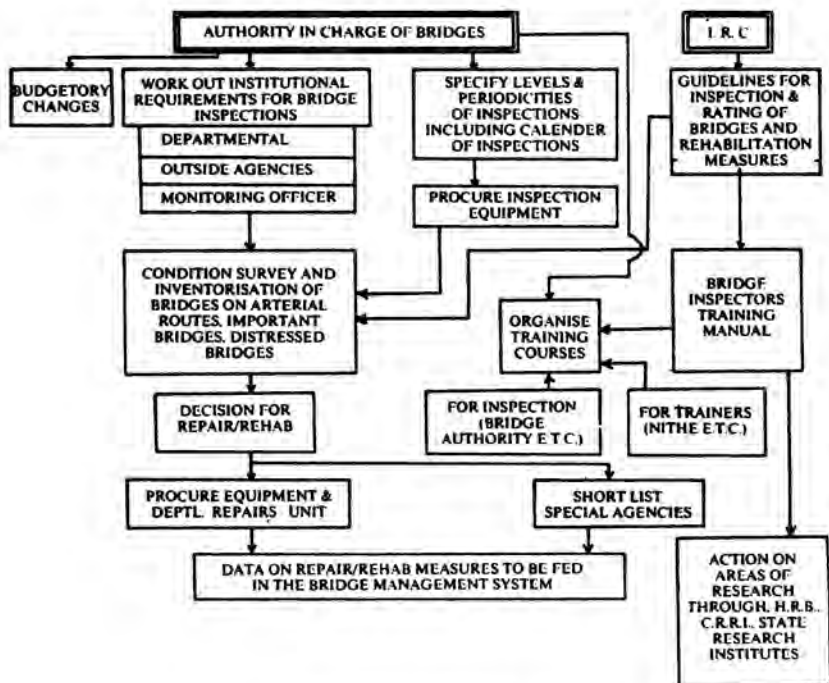 AUTHORITY IN CHARGE OF BRIDGES
I. R. C
BUDGETORY
CHANGES
WORK OUT INSTITUTIONAL
REQUIREMENTS FOR BRIDGE
INSPECTIONS
DEPARTMENTAL
OUTSIDE AGENCIES
MONITORING OFFICER
SPECIFY LEVELS &
PERIODICITIES
OF INSPECTIONS
INCLUDING CALENDER
OF INSPECTIONS
GUIDELINES FOR
INSPECTION &
RATING OF
BRIDGES AND
REHABILITATION
MEASURES
PROCURE INSPECTION
EQUIPMENT
CONDITION SURVEY AND
INVENTORISATION OF
BRIDGES ON ARTERIAL
ROUTES, IMPORTANT
BRIDGES, DISTRESSED
BRIDGES
ORGANISE
TRAINING
COURSES
BRIDGE
INSPECTORS
TRAINING
MANUAL
DECISION FOR
REPAIR/REHAB
FOR INSPECTION
(BRIDGE
AUTHORITY E.T.C.)
FOR TRAINERS
(NITHE E.T.C.)
PROCURE EQUIPMENT &
DEPTL. REPAIRS UNIT
SHORT LIST
SPECIAL AGENCIES
DATA ON REPAIR/REHAB MEASURES TO BE FED
IN THE BRIDGE MANAGEMENT SYSTEM
ACTION ON
AREAS OF
RESEARCH
THROUGH, H.R.B.,
C.R.R.I., STATE
RESEARCH
INSTITUTES